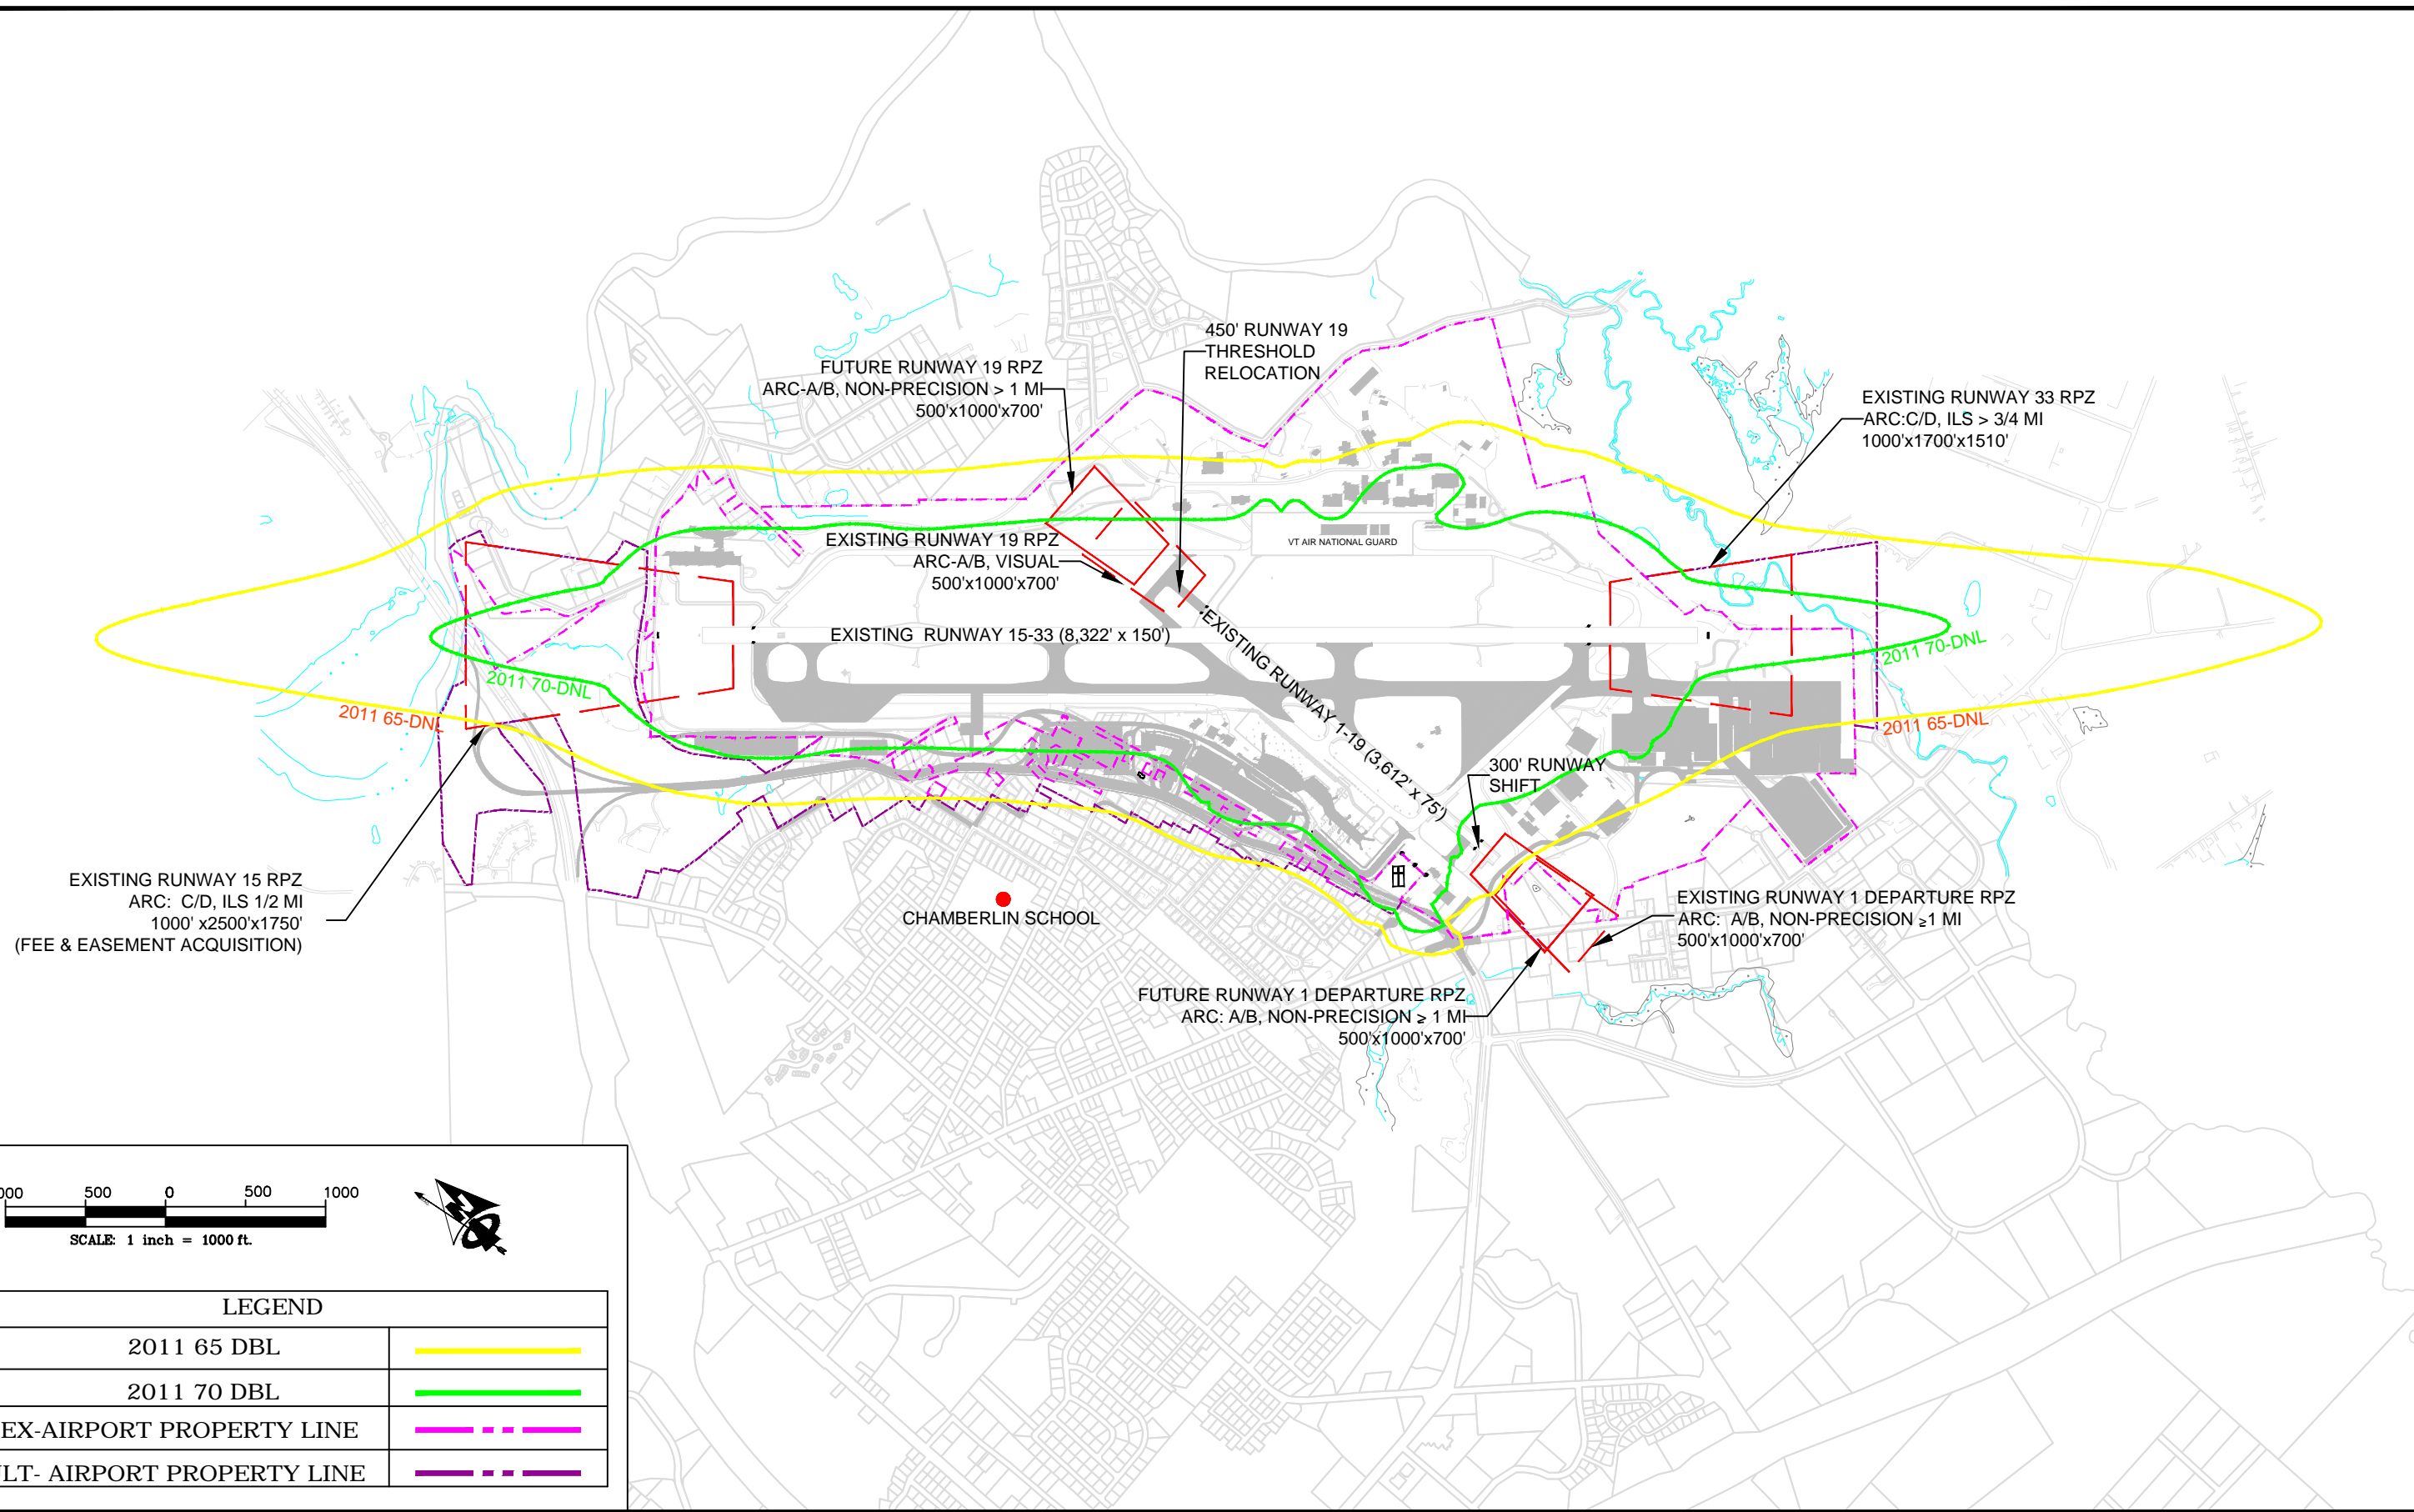 450' RUNWAY 19
THRESHOLD
RELOCATION
FUTURE RUNWAY 19 RPZ
ARC-A/B, NON-PRECISION > 1 MI
500'x1000'x700'
EXISTING RUNWAY 33 RPZ
ARC:C/D, ILS > 3/4 MI
1000'x1700'x1510'
EXISTING RUNWAY 19 RPZ
ARC-A/B, VISUAL
500'x1000'x700'
VT AIR NATIONAL GUARD
EXISTING RUNWAY 15-33 (8,322' x 150')
EXISTING RUNWAY 1-19 (3,612' x 75')
2011 70-DNL
2011 65-DNL
2011 70-DNL
2011 65-DNL
300' RUNWAY
SHIFT
EXISTING RUNWAY 15 RPZ
ARC: C/D, ILS 1/2 MI
1000' x2500'x1750'
(FEE & EASEMENT ACQUISITION)
CHAMBERLIN SCHOOL
EXISTING RUNWAY 1 DEPARTURE RPZ
ARC: A/B, NON-PRECISION ≥1 MI
500'x1000'x700'
FUTURE RUNWAY 1 DEPARTURE RPZ
ARC: A/B, NON-PRECISION ≥ 1 MI
500'x1000'x700'
000 500 0 500 1000
SCALE: 1 inch = 1000 ft.
LEGEND
2011 65 DBL
2011 70 DBL
EX-AIRPORT PROPERTY LINE
LT- AIRPORT PROPERTY LINE